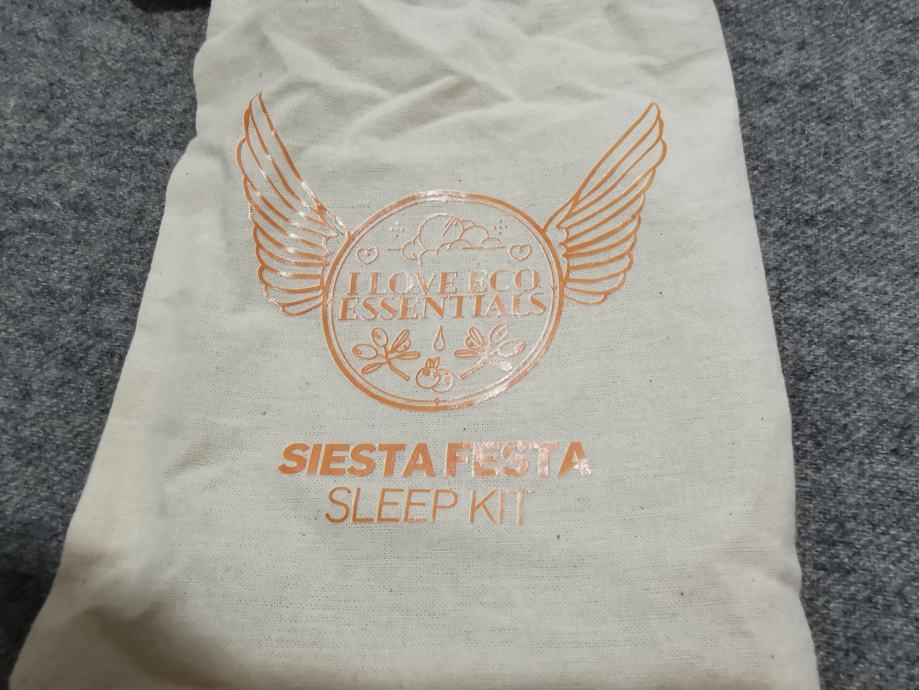 I LOVE ECO
ESSENTIALS
SIESTA FESTA
SLEEP KIT